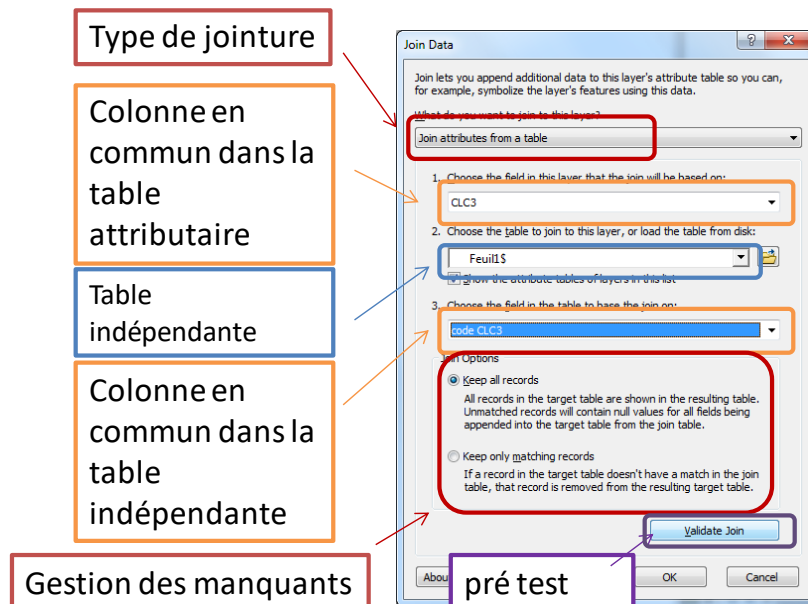 Type de jointure
Colonne en
commun dans la
table
attributaire
Table
indépendante
Colonne en
commun dans la
table
indépendante
Gestion des manquants
pré test
Join Data
Join lets you append additional data to this layer's attribute table so you can,
for example, symbolize the layer's features using this data.
What do you want to join to this layer?
Join attributes from a table
1. Choose the field in this layer that the join will be based on:
CLC3
2. Choose the table to join to this layer, or load the table from disk:
Feuil1$
Show the attribute tables of layers in this list
3. Choose the field in the table to base the join on:
code CLC3
Join Options
Keep all records
All records in the target table are shown in the resulting table.
Unmatched records will contain null values for all fields being
appended into the target table from the join table.
Keep only matching records
If a record in the target table doesn't have a match in the join
table, that record is removed from the resulting target table.
Validate Join
OK
Cancel